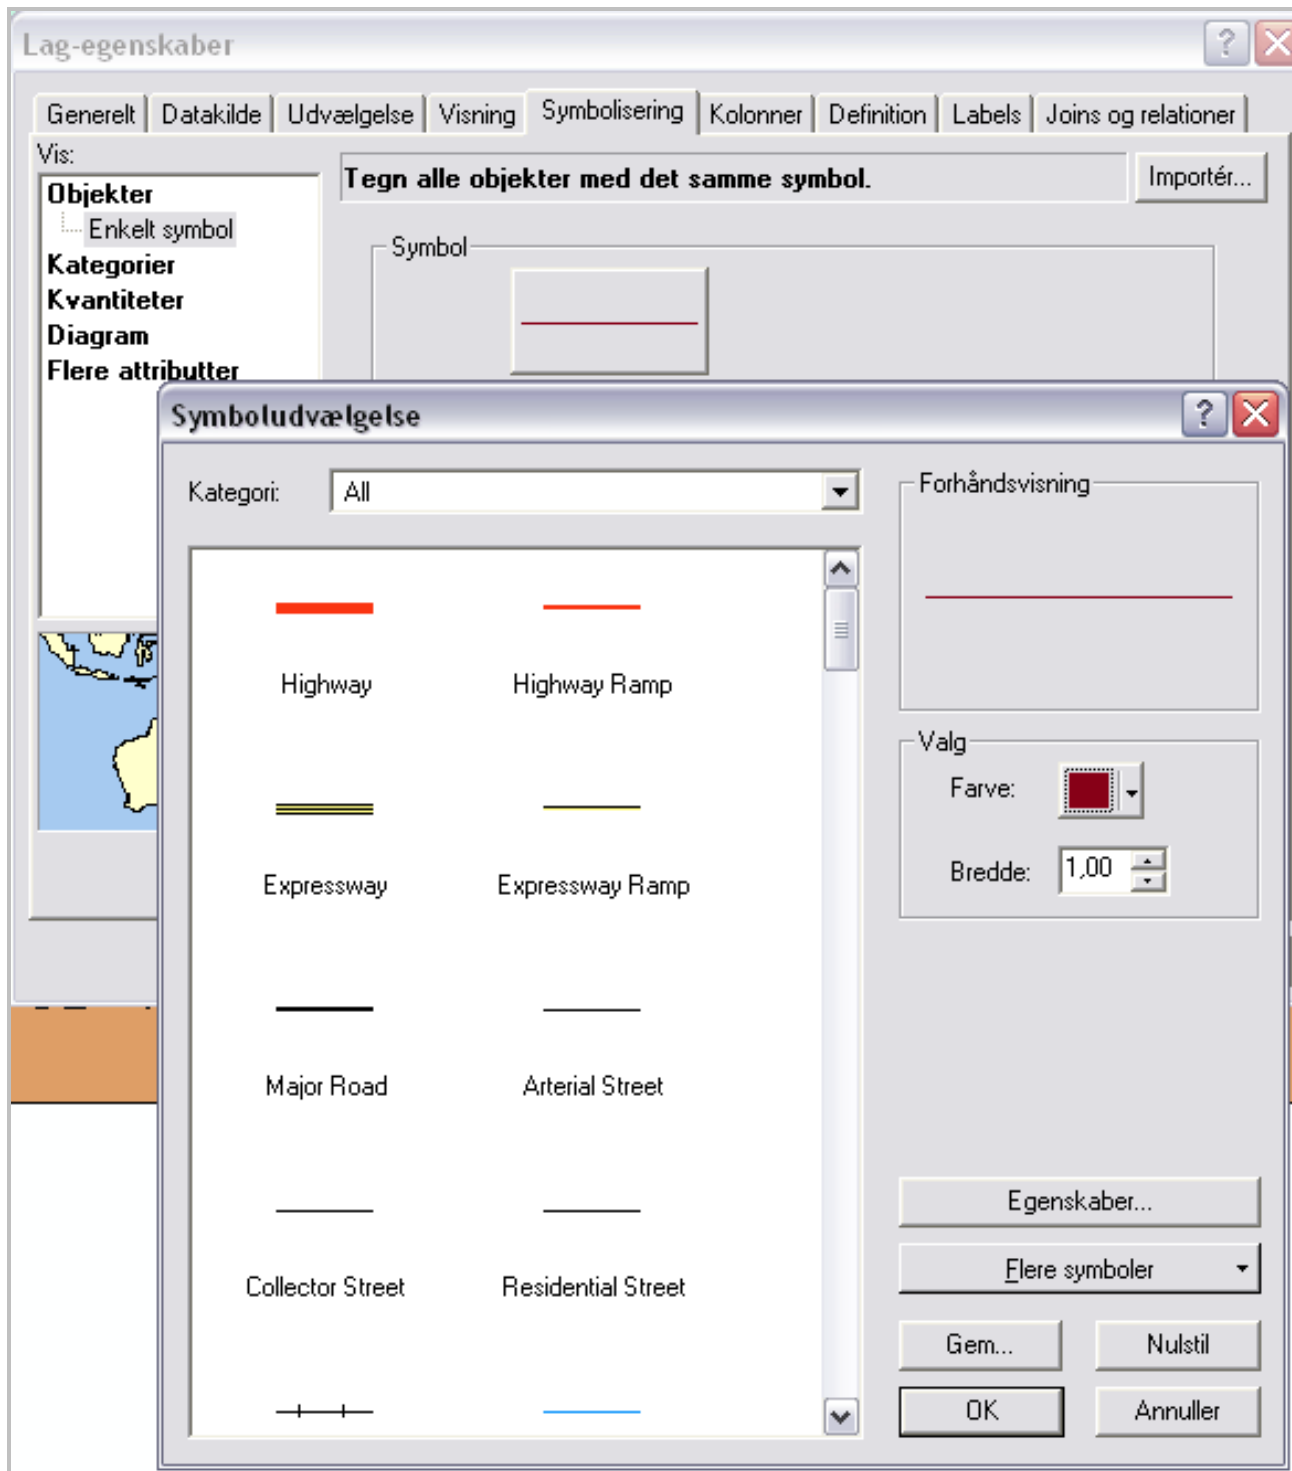 Lag-egenskaber
Generelt Datakilde Udvælgelse Visning Symbolisering Kolonner Definition Labels Joins og relationer
Vis:
Objekter
Enkelt symbol
Kategorier
Kvantiteter
Diagram
Flere attributter
Tegn alle objekter med det samme symbol.
Importér...
Symbol
Symboludvælgelse
Kategori: All
Highway Highway Ramp
Expressway Expressway Ramp
Major Road Arterial Street
Collector Street Residential Street
Forhåndsvisning
Valg
Farve:
Bredde: 1,00
Egenskaber...
Flere symboler
Gem... Nulstil
OK Annuller